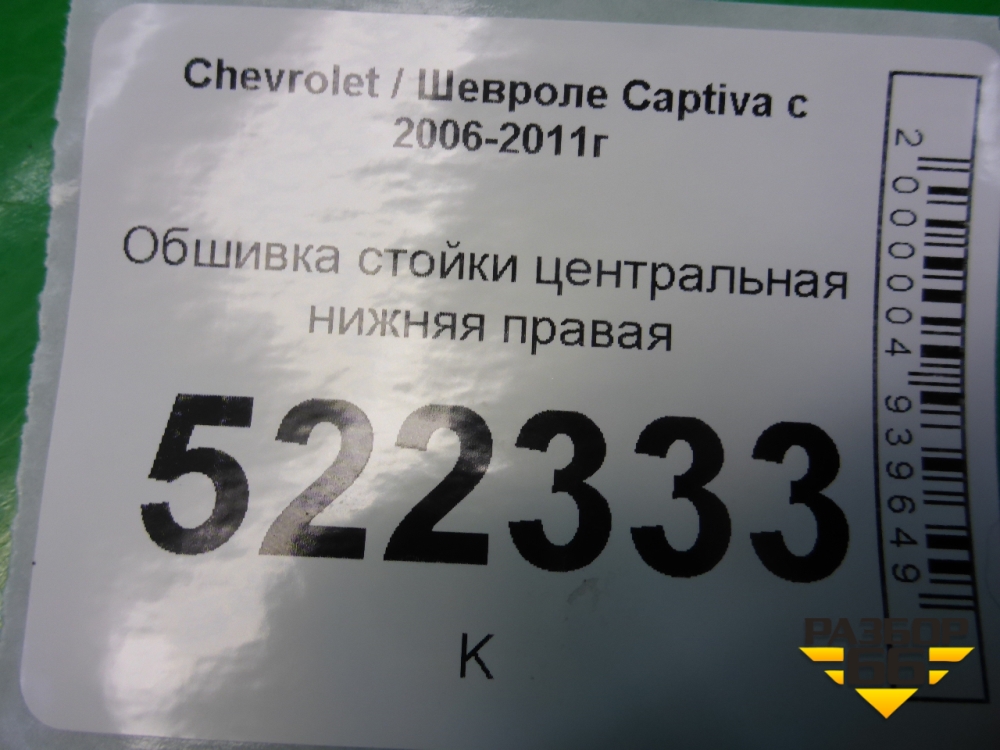 Chevrolet / Шевроле Captiva с
2006-2011г
Обшивка стойки центральная
нижняя правая
522333
К
2000004939649
РАЗБОР
66